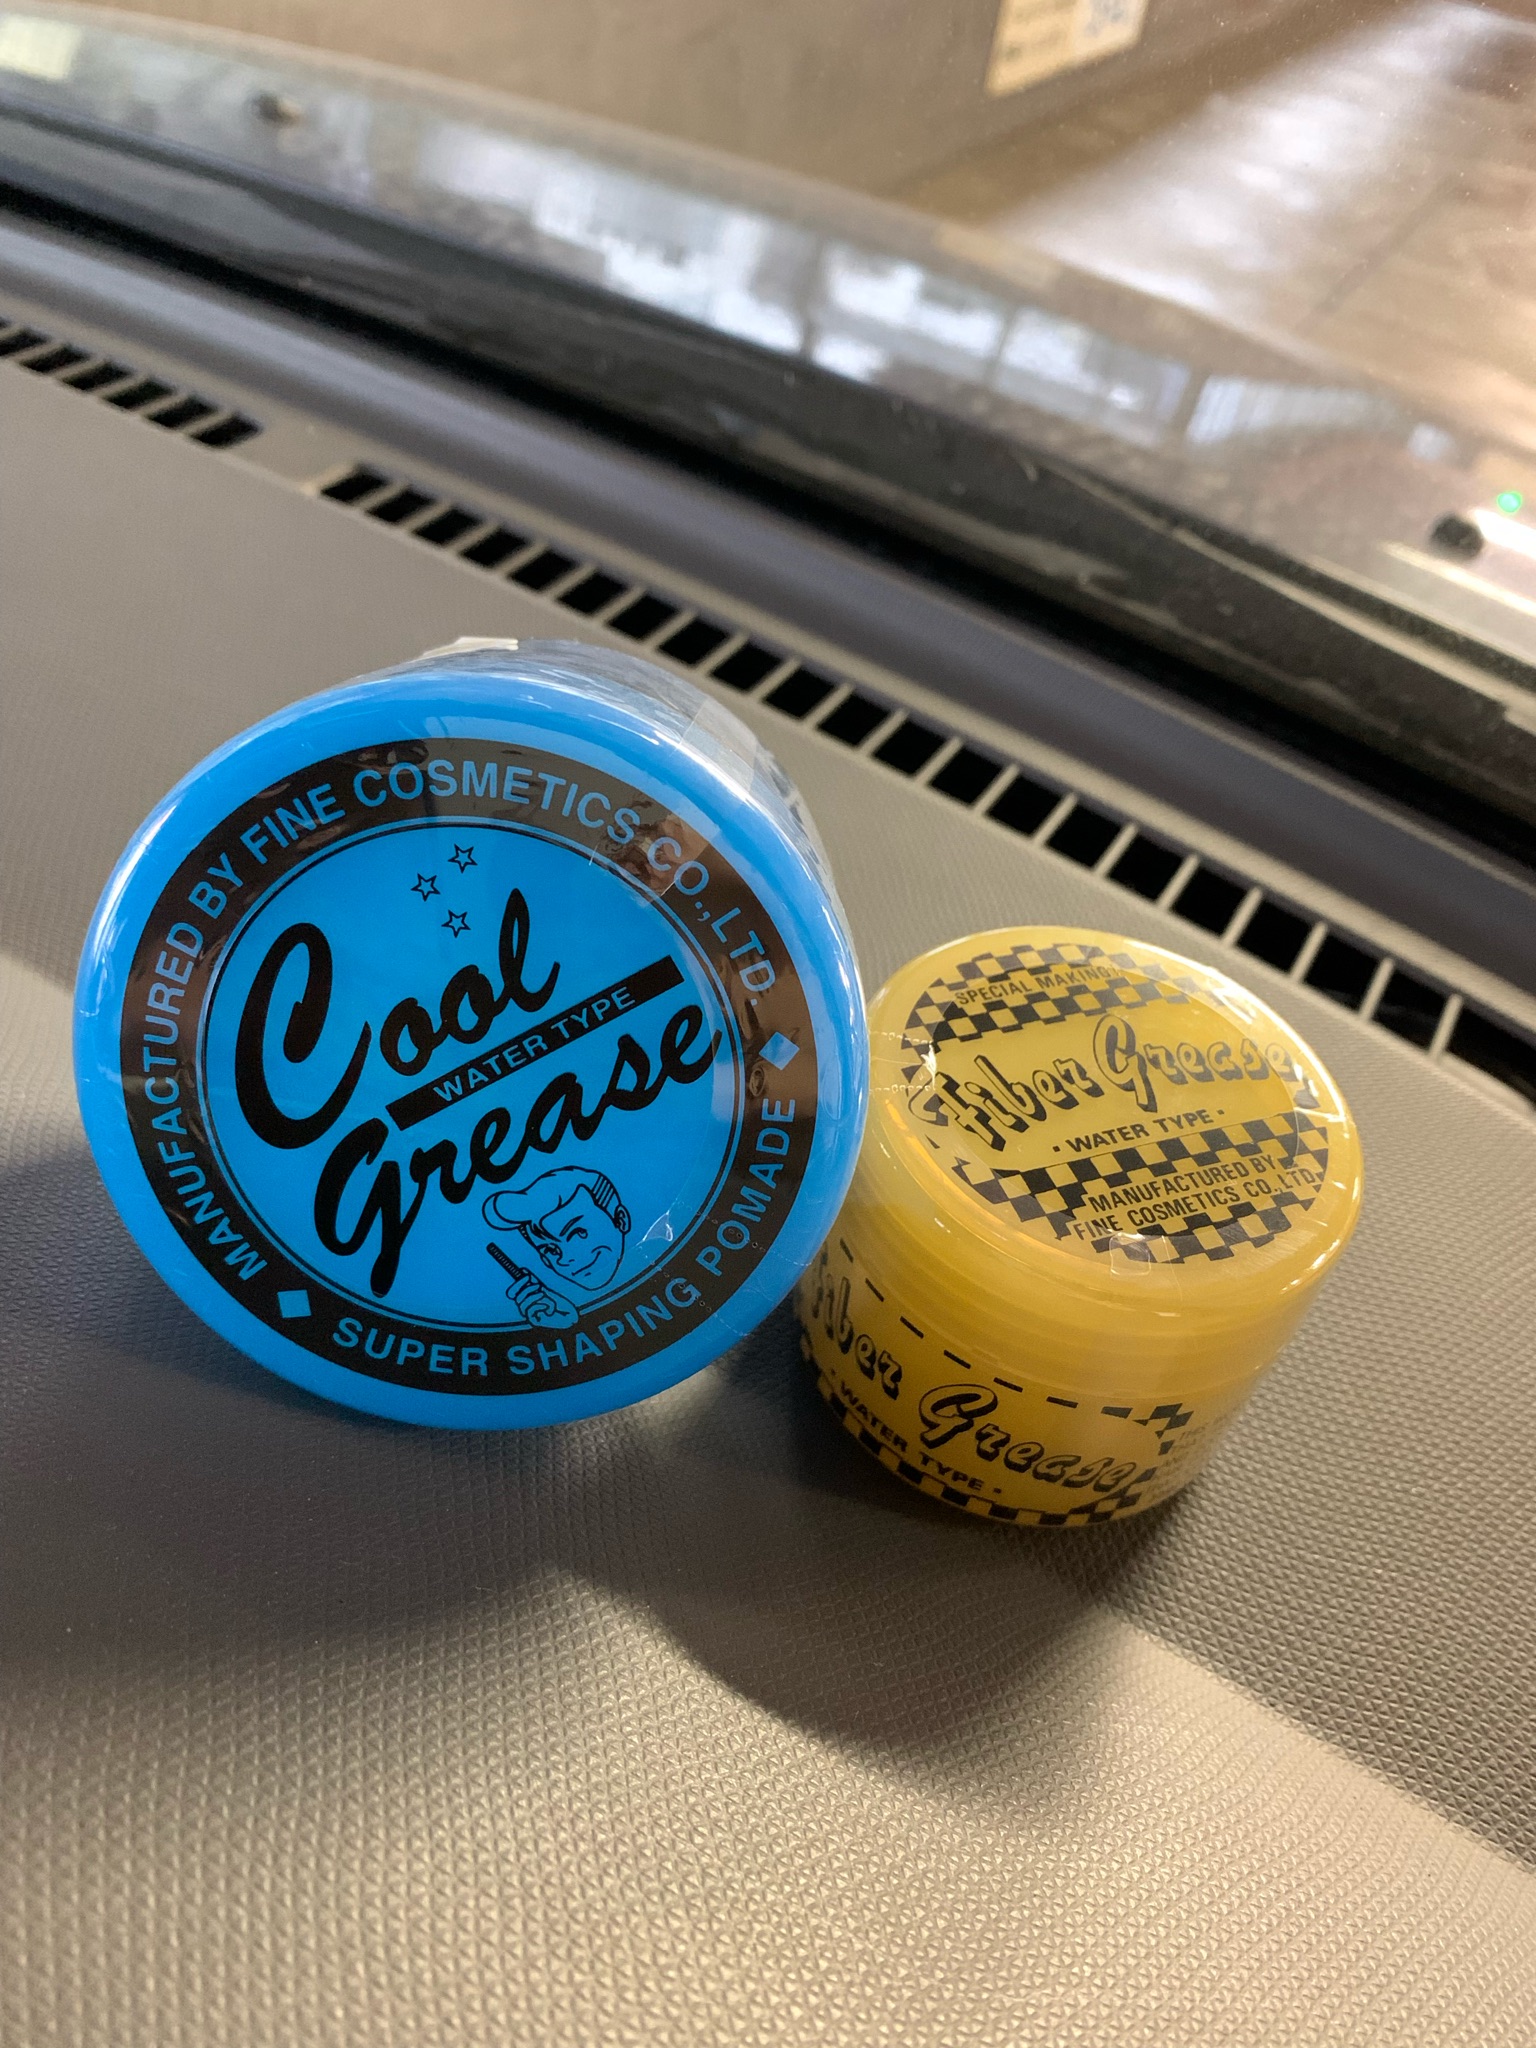 MANUFACTURED BY FINE COSMETICS CO.,LTD.
Cool
WATER TYPE
Grease
SUPER SHAPING POMADE
SPECIAL MAKING!
Fiber Grease
· WATER TYPE ·
MANUFACTURED BY
FINE COSMETICS CO.,LTD.
Fiber Grease
· WATER TYPE ·